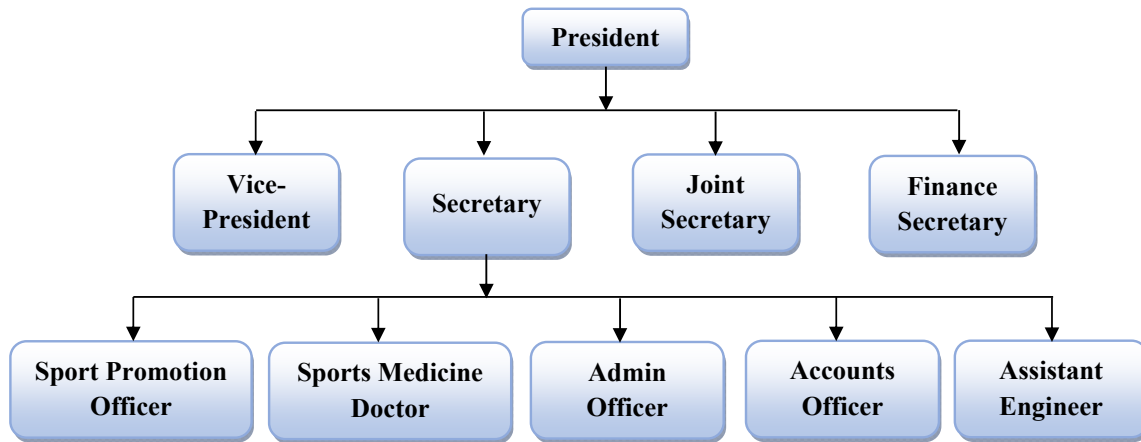 President
Vice-
President
Secretary
Joint
Secretary
Finance
Secretary
Sport Promotion
Officer
Sports Medicine
Doctor
Admin
Officer
Accounts
Officer
Assistant
Engineer